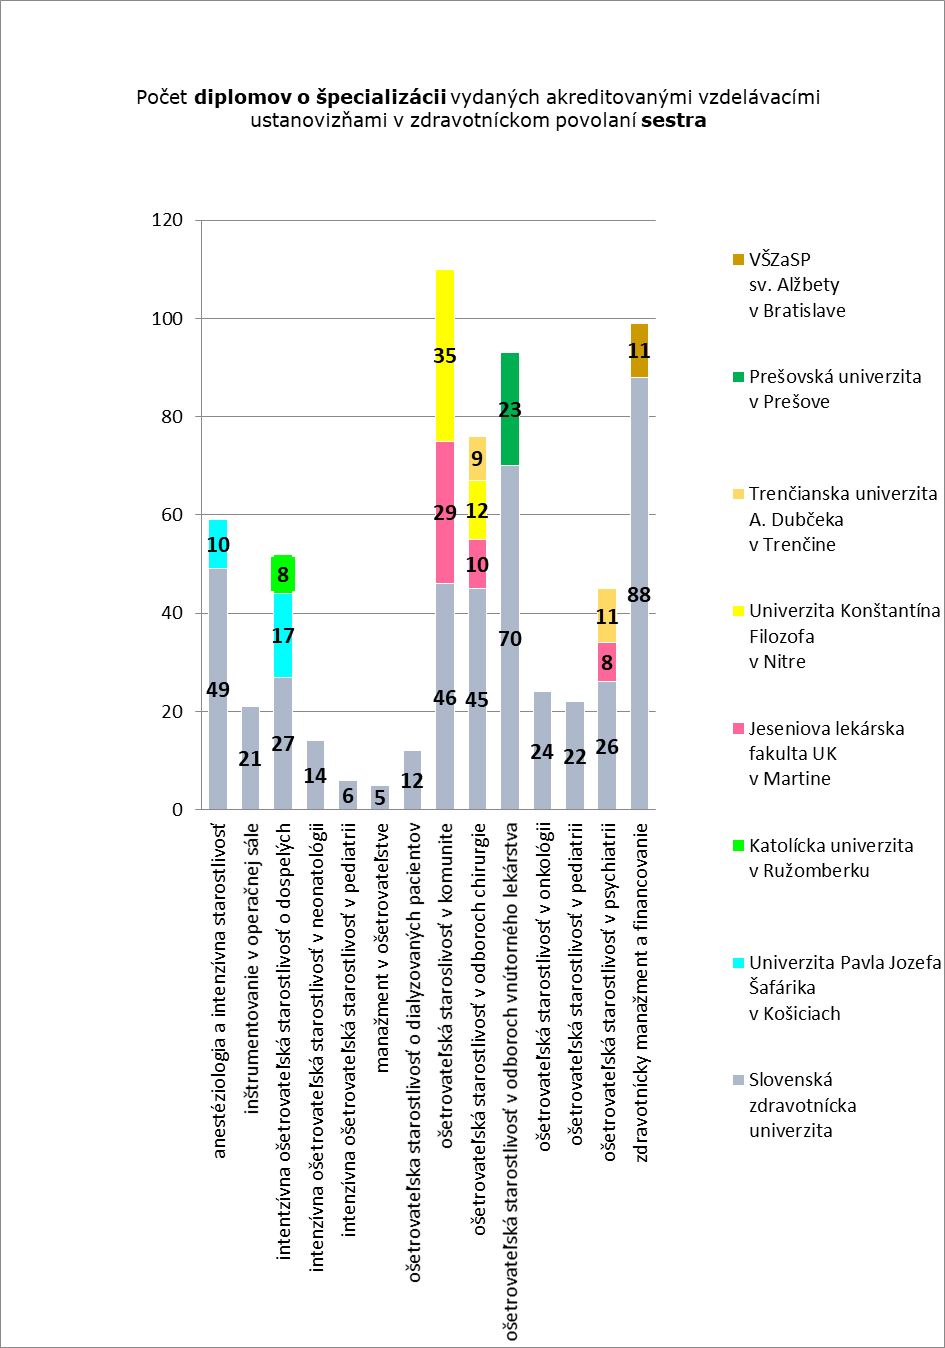 Počet diplomov o špecializácii vydaných akreditovanými vzdelávacími
ustanovizňami v zdravotníckom povolaní sestra
120
100
80
60
40
20
0
10
49
21
8
17
27
14
6
5
12
35
29
46
9
12
10
45
23
70
24
22
11
8
26
11
88
anestéziologia a intenzívna starostlivosť
inštrumentovanie v operačnej sále
intentzívna ošetrovateľská starostlivosť o dospelých
intenzívna ošetrovateľská starostlivosť v neonatológii
intenzívna ošetrovateľská starostlivosť v pediatrii
manažment v ošetrovateľstve
ošetrovateľska starostlivosť o dialyzovaných pacientov
ošetrovateľská staroslivosť v komunite
ošetrovateľská starostlivosť v odboroch chirurgie
ošetrovateľská starostlivosť v odboroch vnútorného lekárstva
ošetrovateľská starostlivosť v onkológii
ošetrovateľská starostlivosť v pediatrii
ošetrovateľská starostlivosť v psychiatrii
zdravotnícky manažment a financovanie
VŠZaSP
sv. Alžbety
v Bratislave
Prešovská univerzita
v Prešove
Trenčianska univerzita
A. Dubčeka
v Trenčine
Univerzita Konštantína
Filozofa
v Nitre
Jeseniova lekárska
fakulta UK
v Martine
Katolícka univerzita
v Ružomberku
Univerzita Pavla Jozefa
Šafárika
v Košiciach
Slovenská
zdravotnícka
univerzita